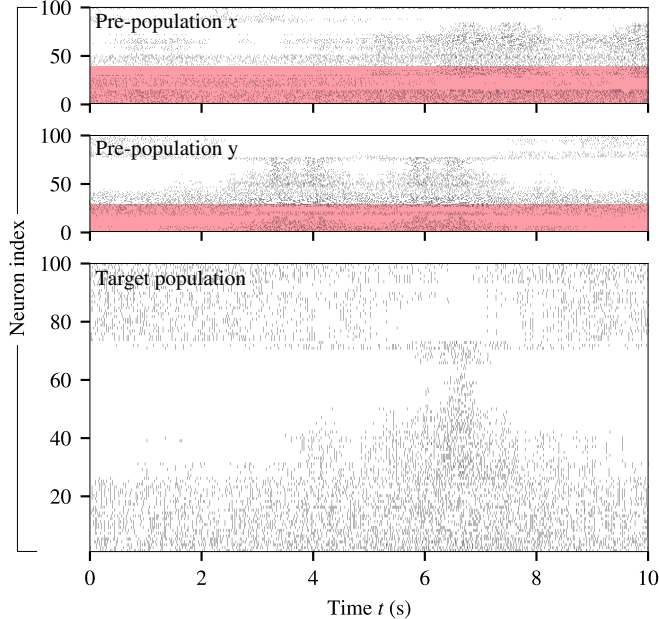 100
Pre-population x
50
0
100
Pre-population y
50
0
Neuron index
100
Target population
80
60
40
20
0 2 4 6 8 10
Time t (s)